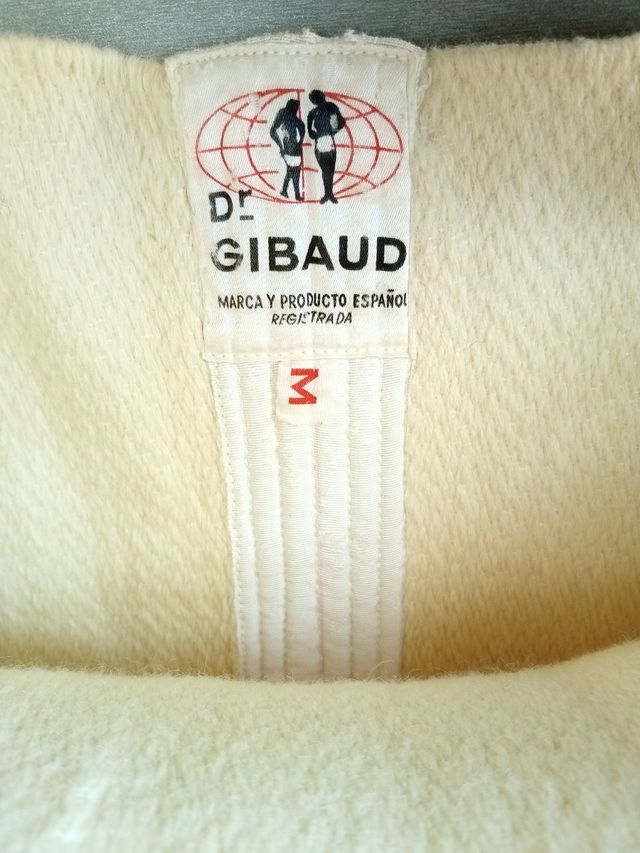 Dr
GIBAUD
MARCA Y PRODUCTO ESPAÑOL
REGISTRADA
M